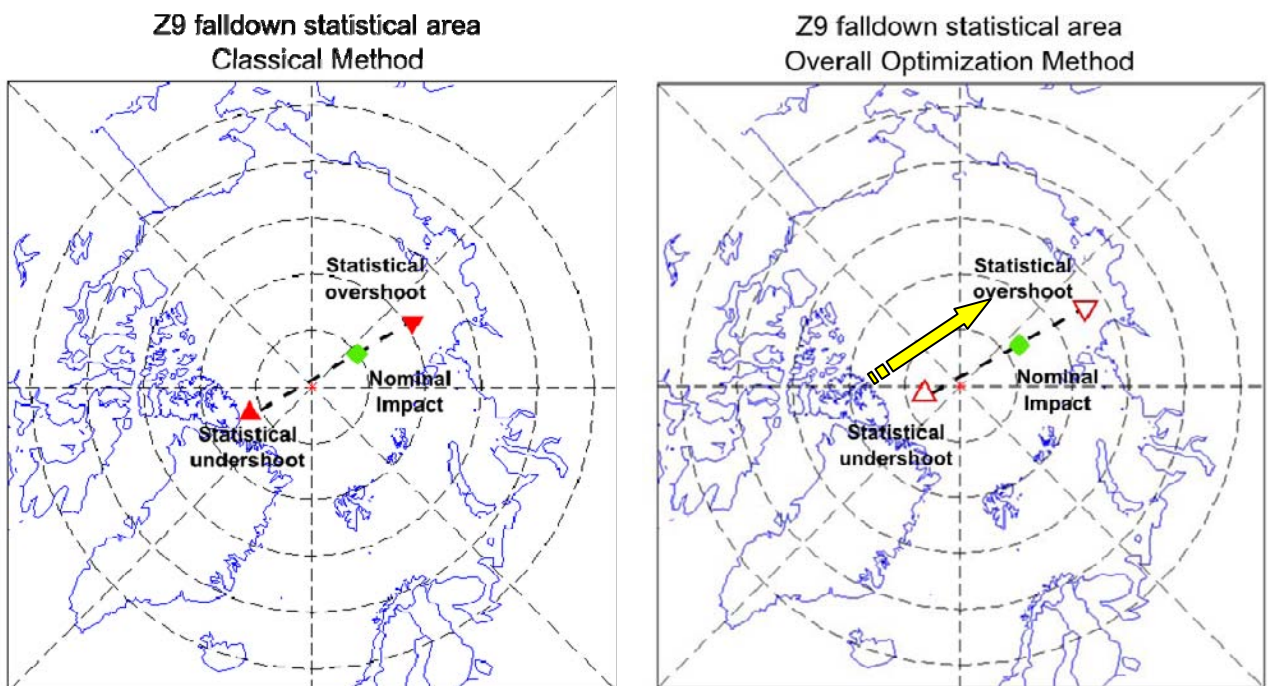 Z9 falldown statistical area
Classical Method
Statistical
overshoot
Nominal
Impact
Statistical
undershoot
Z9 falldown statistical area
Overall Optimization Method
Statistical
overshoot
Nominal
Impact
Statistical
undershoot